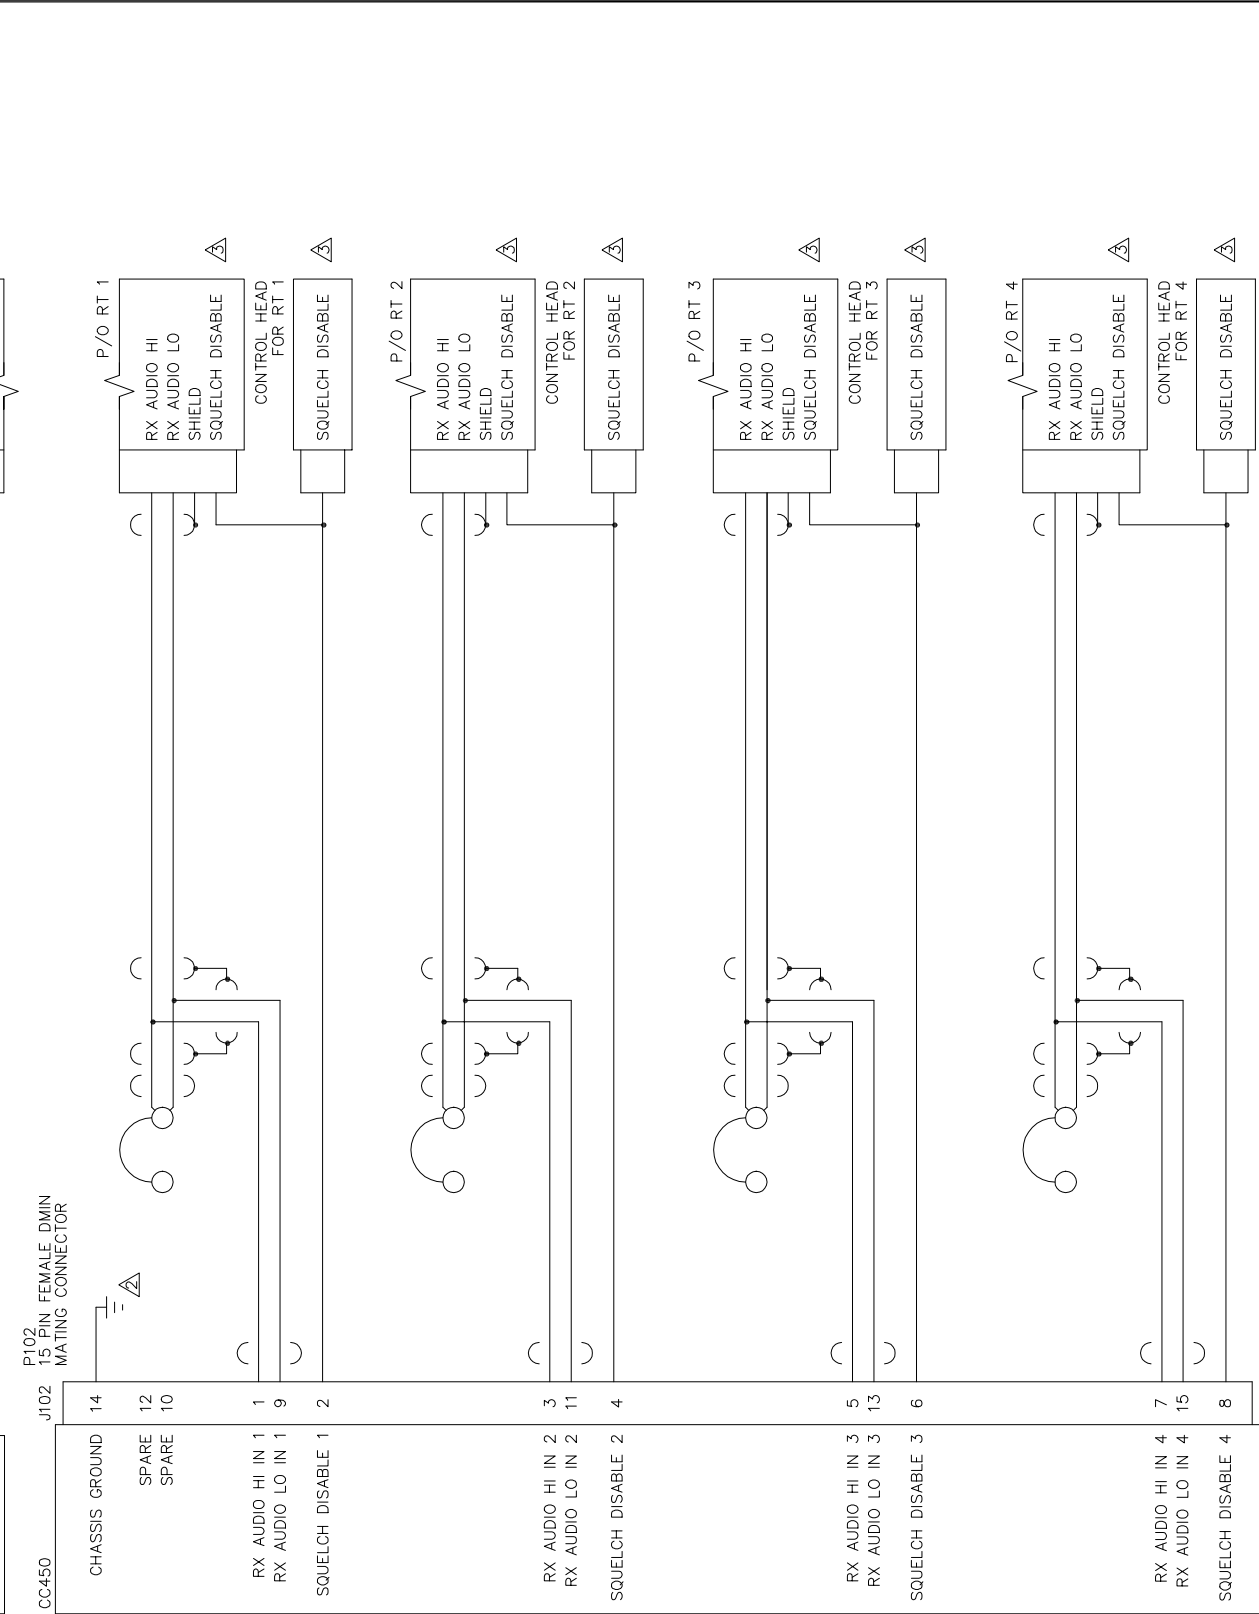 CC450
J102
P102
15 PIN FEMALE DMIN
MATING CONNECTOR
CHASSIS GROUND 14
2
SPARE 12
SPARE 10
RX AUDIO HI IN 1 1
RX AUDIO LO IN 1 9
SQUELCH DISABLE 1 2
P/O RT 1
RX AUDIO HI
RX AUDIO LO
SHIELD
SQUELCH DISABLE
3
CONTROL HEAD
FOR RT 1
SQUELCH DISABLE
3
RX AUDIO HI IN 2 3
RX AUDIO LO IN 2 11
SQUELCH DISABLE 2 4
P/O RT 2
RX AUDIO HI
RX AUDIO LO
SHIELD
SQUELCH DISABLE
3
CONTROL HEAD
FOR RT 2
SQUELCH DISABLE
3
RX AUDIO HI IN 3 5
RX AUDIO LO IN 3 13
SQUELCH DISABLE 3 6
P/O RT 3
RX AUDIO HI
RX AUDIO LO
SHIELD
SQUELCH DISABLE
3
CONTROL HEAD
FOR RT 3
SQUELCH DISABLE
3
RX AUDIO HI IN 4 7
RX AUDIO LO IN 4 15
SQUELCH DISABLE 4 8
P/O RT 4
RX AUDIO HI
RX AUDIO LO
SHIELD
SQUELCH DISABLE
3
CONTROL HEAD
FOR RT 4
SQUELCH DISABLE
3